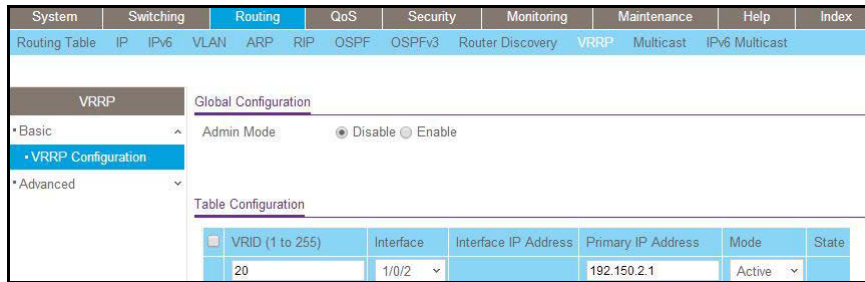 System Switching Routing QoS Security Monitoring Maintenance Help Index
Routing Table IP IPv6 VLAN ARP RIP OSPF OSPFv3 Router Discovery VRRP Multicast IPv6 Multicast
VRRP
Global Configuration
Basic
Admin Mode Disable Enable
VRRP Configuration
Advanced
Table Configuration
VRID (1 to 255) Interface Interface IP Address Primary IP Address Mode State
20 1/0/2 192.150.2.1 Active